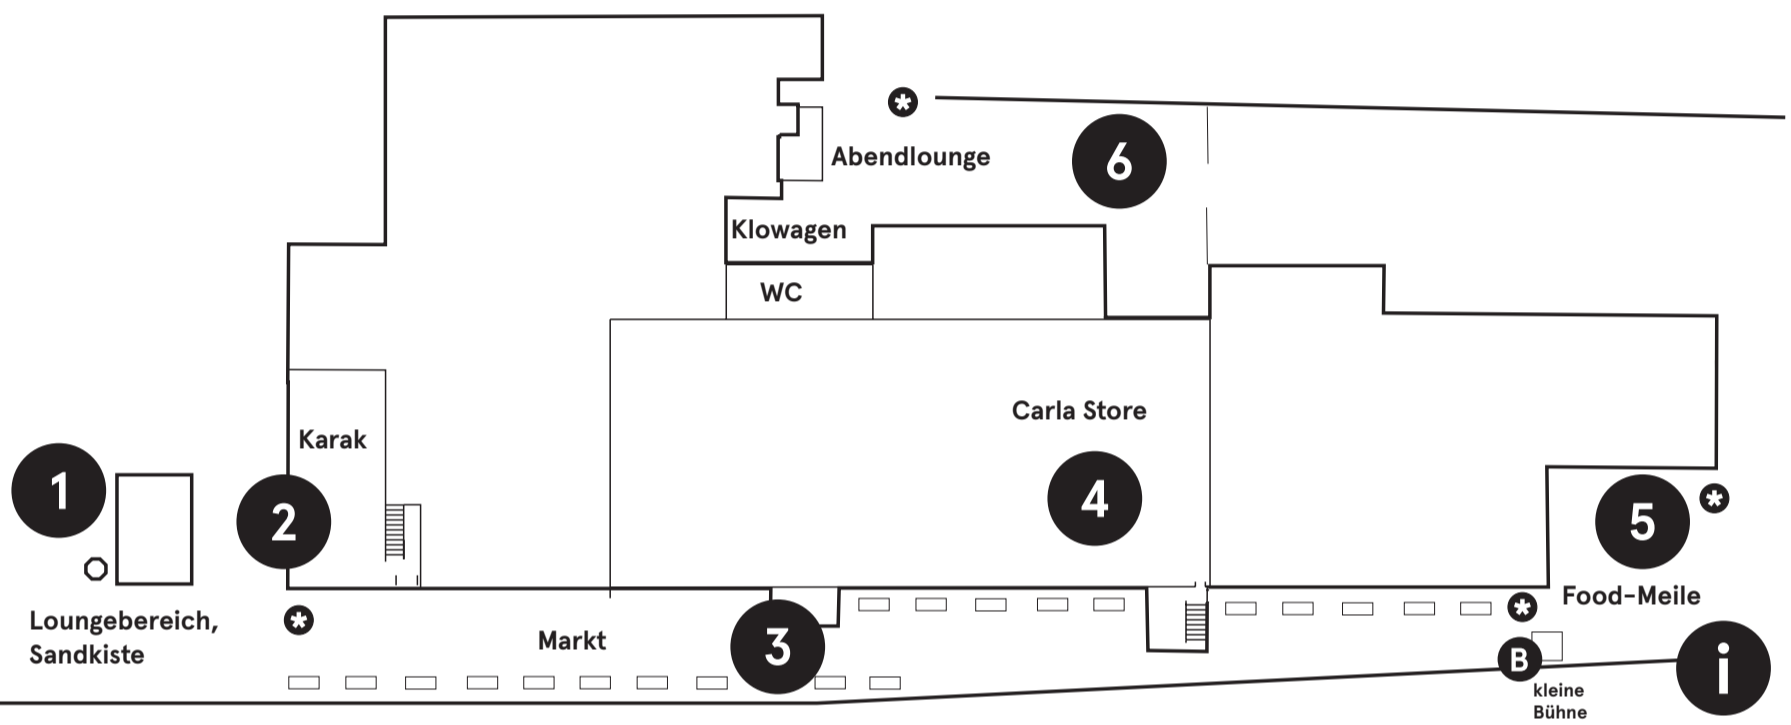 *
Abendlounge
6
Klowagen
WC
Carla Store
Karak
1
2
4
5
*
Loungebereich,
Sandkiste
*
Markt
3
*
Food-Meile
B
i
kleine
Bühne